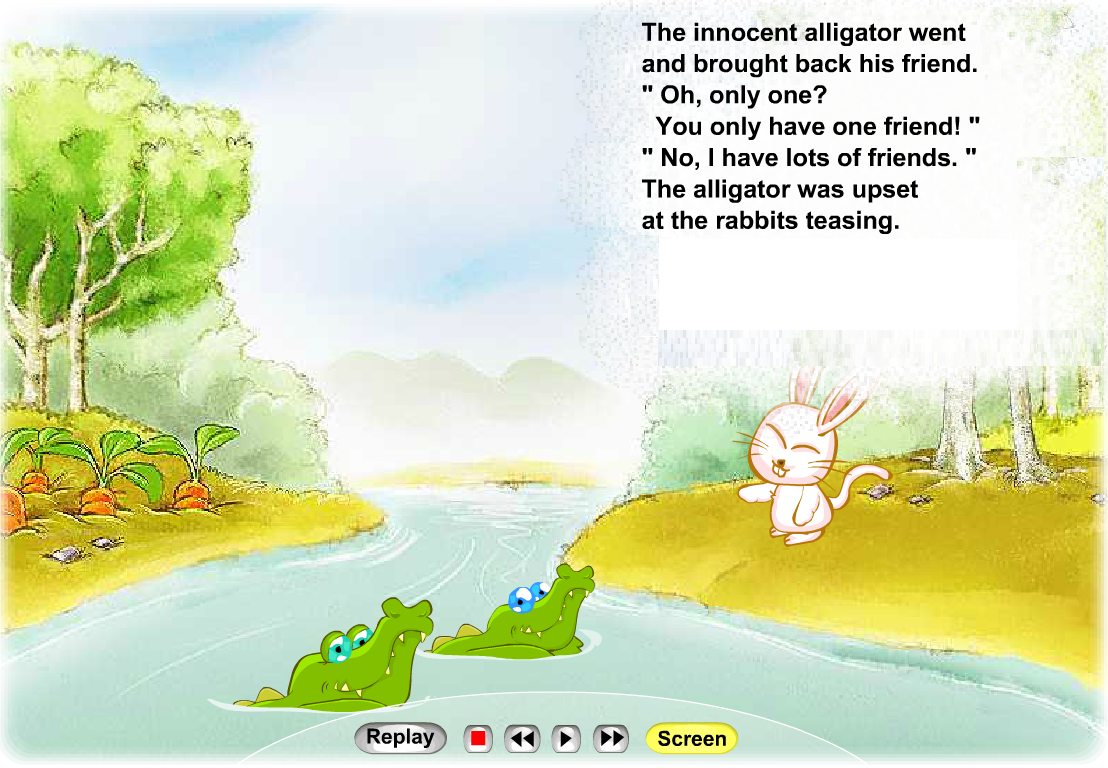 The innocent alligator went
and brought back his friend.
" Oh, only one?
You only have one friend! "
" No, I have lots of friends. "
The alligator was upset
at the rabbits teasing.
Replay
Screen